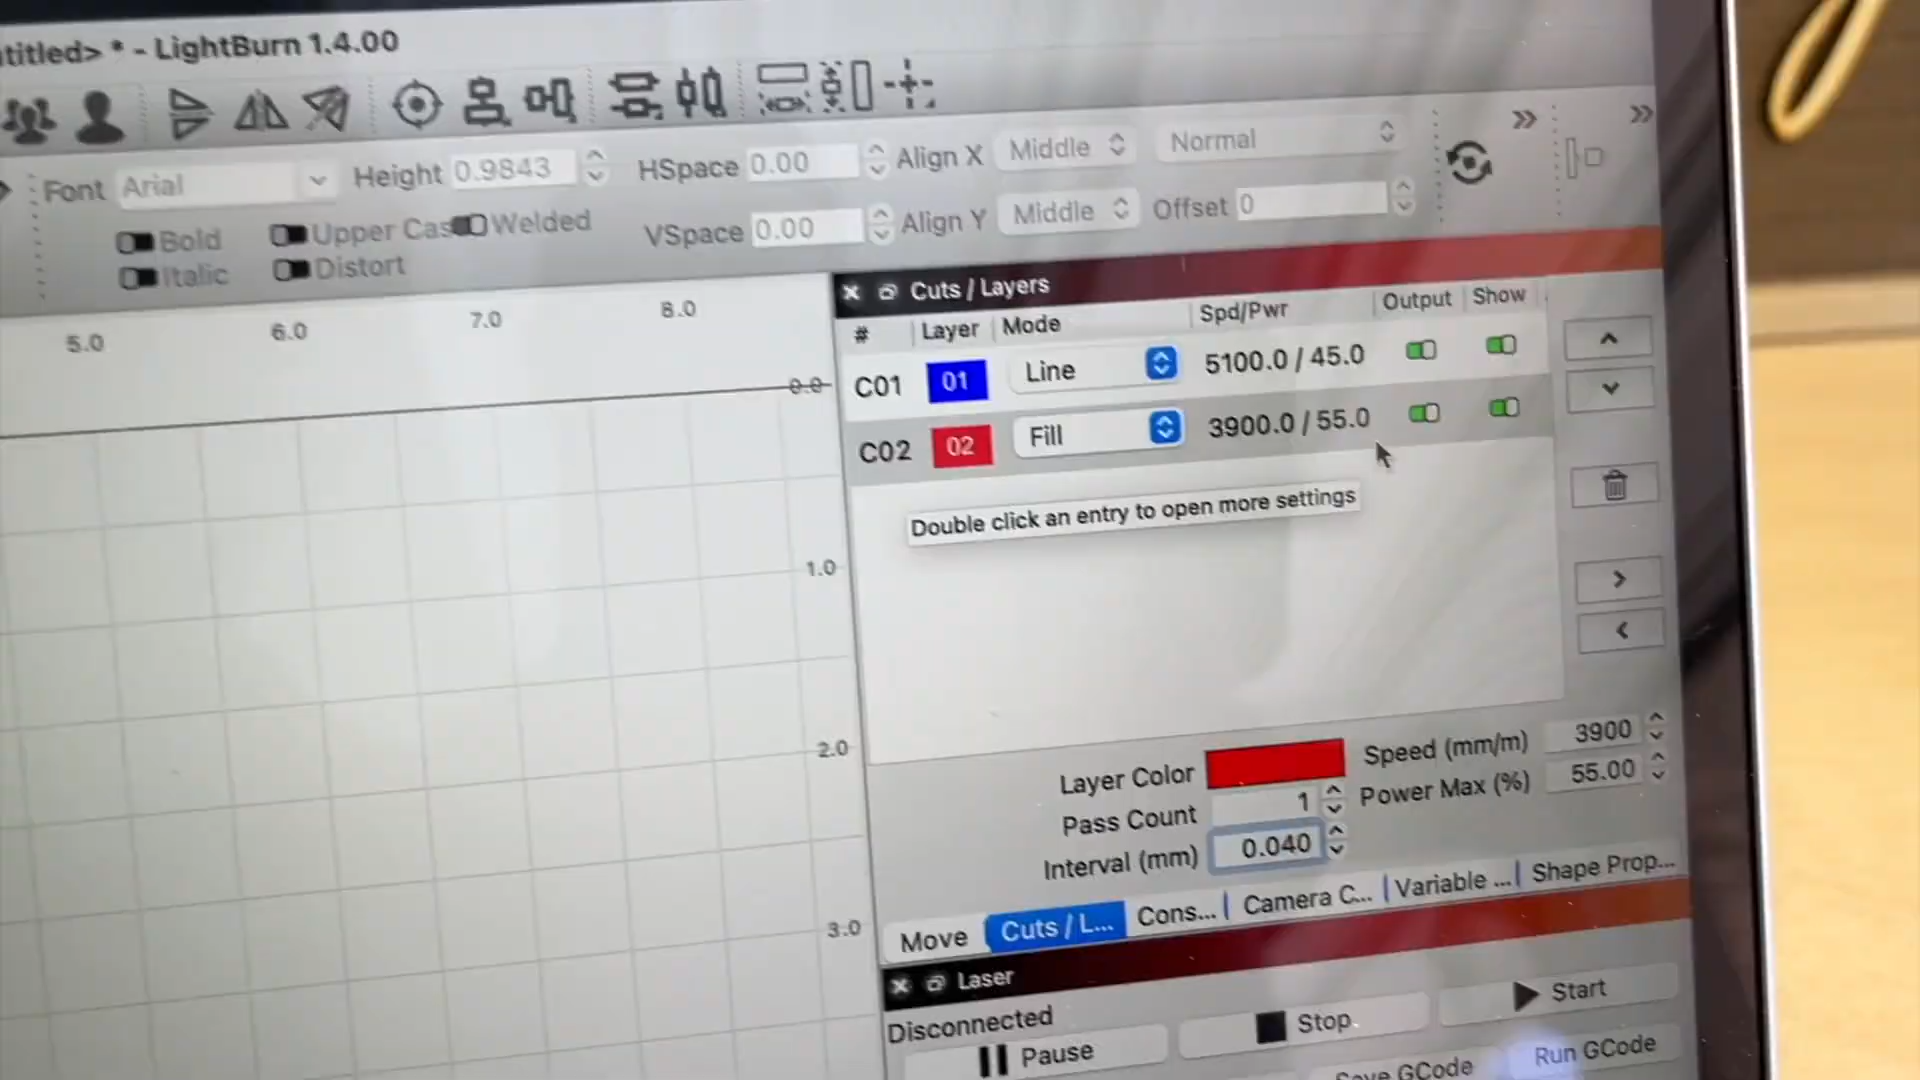 titled> * - LightBurn 1.4.00
Font Arial Height 0.9843 HSpace 0.00 Align X Middle Normal
Bold Upper Cas Welded VSpace 0.00 Align Y Middle Offset 0
Italic Distort
5.0 6.0 7.0 8.0
0.0
1.0
2.0
3.0
Cuts / Layers
# Layer Mode Spd/Pwr Output Show
C01 01 Line 5100.0 / 45.0
C02 02 Fill 3900.0 / 55.0
Double click an entry to open more settings
Layer Color Speed (mm/m) 3900
Pass Count 1 Power Max (%) 55.00
Interval (mm) 0.040
Move Cuts / L... Cons... Camera C... Variable ... Shape Prop...
Laser
Disconnected
Pause Stop Start
Save GCode Run GCode